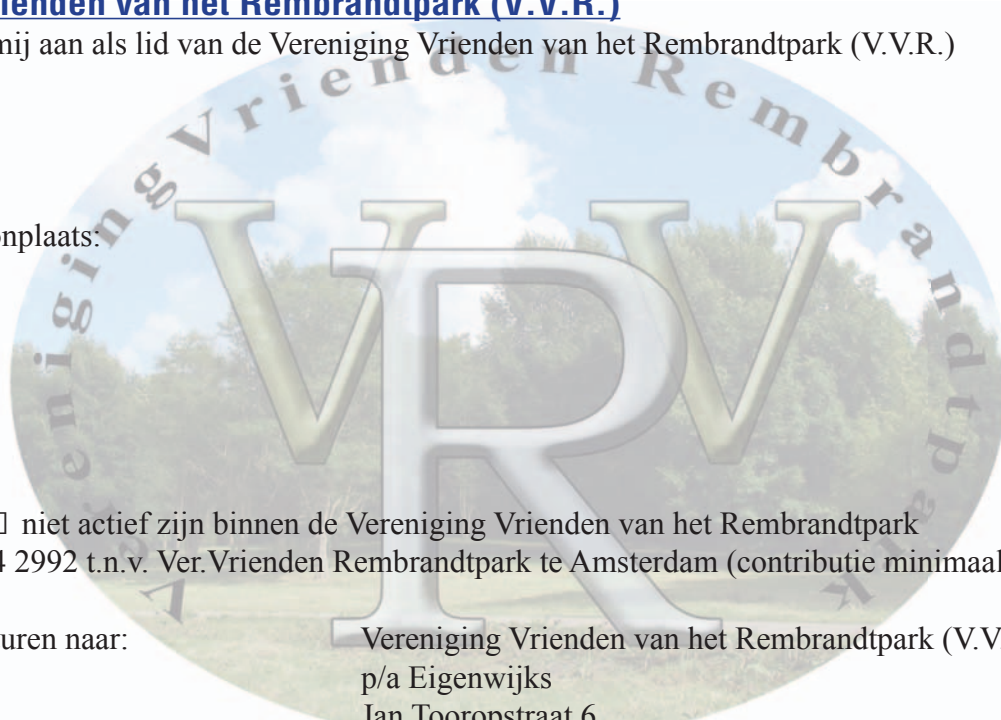 ienden van het Rembrandtpark (V.V.R.)
mij aan als lid van de Vereniging Vrienden van het Rembrandtpark (V.V.R.)
Vereniging Vrienden Rembrandtpark
VRV
onplaats:
□ niet actief zijn binnen de Vereniging Vrienden van het Rembrandtpark
4 2992 t.n.v. Ver.Vrienden Rembrandtpark te Amsterdam (contributie minimaal
uren naar: Vereniging Vrienden van het Rembrandtpark (V.V.
p/a Eigenwijks
Jan Tooropstraat 6